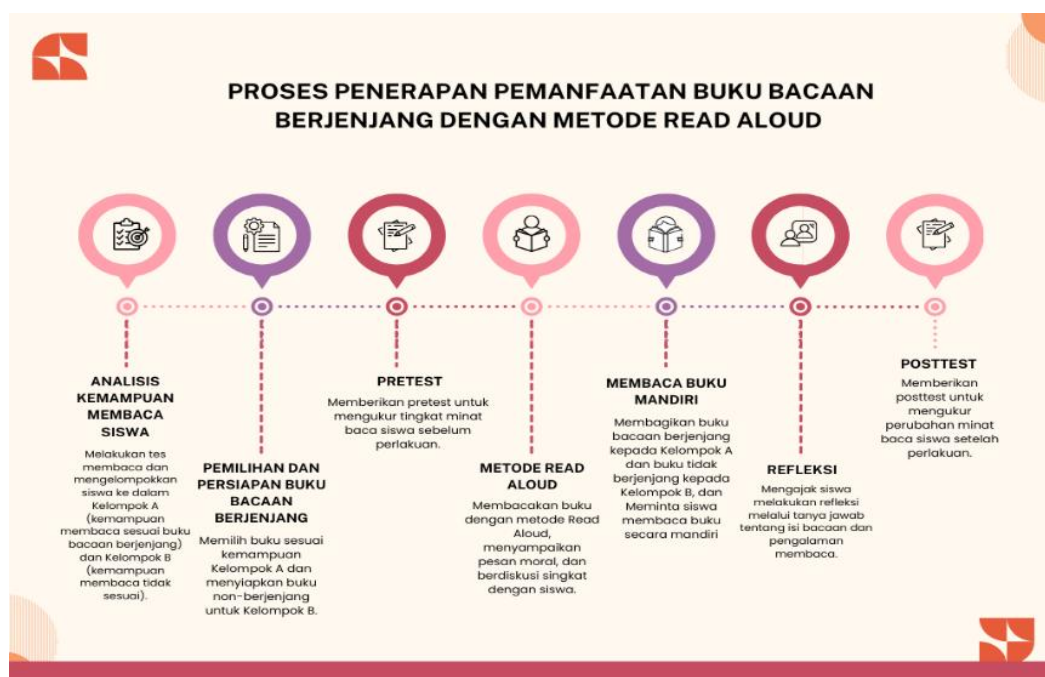 PROSES PENERAPAN PEMANFAATAN BUKU BACAAN
BERJENJANG DENGAN METODE READ ALOUD
ANALISIS
KEMAMPUAN
MEMBACA
SISWA
Melakukan tes
membaca dan
mengelompokkan
siswa ke dalam
Kelompok A
(kemampuan
membaca sesuai buku
bacaan berjenjang)
dan Kelompok B
(kemampuan
membaca tidak
sesuai).
PEMILIHAN DAN
PERSIAPAN BUKU
BACAAN
BERJENJANG
Memilih buku sesuai
kemampuan
Kelompok A dan
menyiapkan buku
non-berjenjang
untuk Kelompok B.
PRETEST
Memberikan pretest untuk
mengukur tingkat minat
baca siswa sebelum
perlakuan.
METODE READ
ALOUD
Membacakan buku
dengan metode Read
Aloud,
menyampaikan
pesan moral, dan
berdiskusi singkat
dengan siswa.
MEMBACA BUKU
MANDIRI
Membagikan buku
bacaan berjenjang
kepada Kelompok A
dan buku tidak
berjenjang kepada
Kelompok B, dan
Meminta siswa
membaca buku
secara mandiri
REFLEKSI
Mengajak siswa
melakukan refleksi
melalui tanya jawab
tentang isi bacaan dan
pengalaman
membaca.
POSTTEST
Memberikan
posttest untuk
mengukur
perubahan minat
baca siswa setelah
perlakuan.